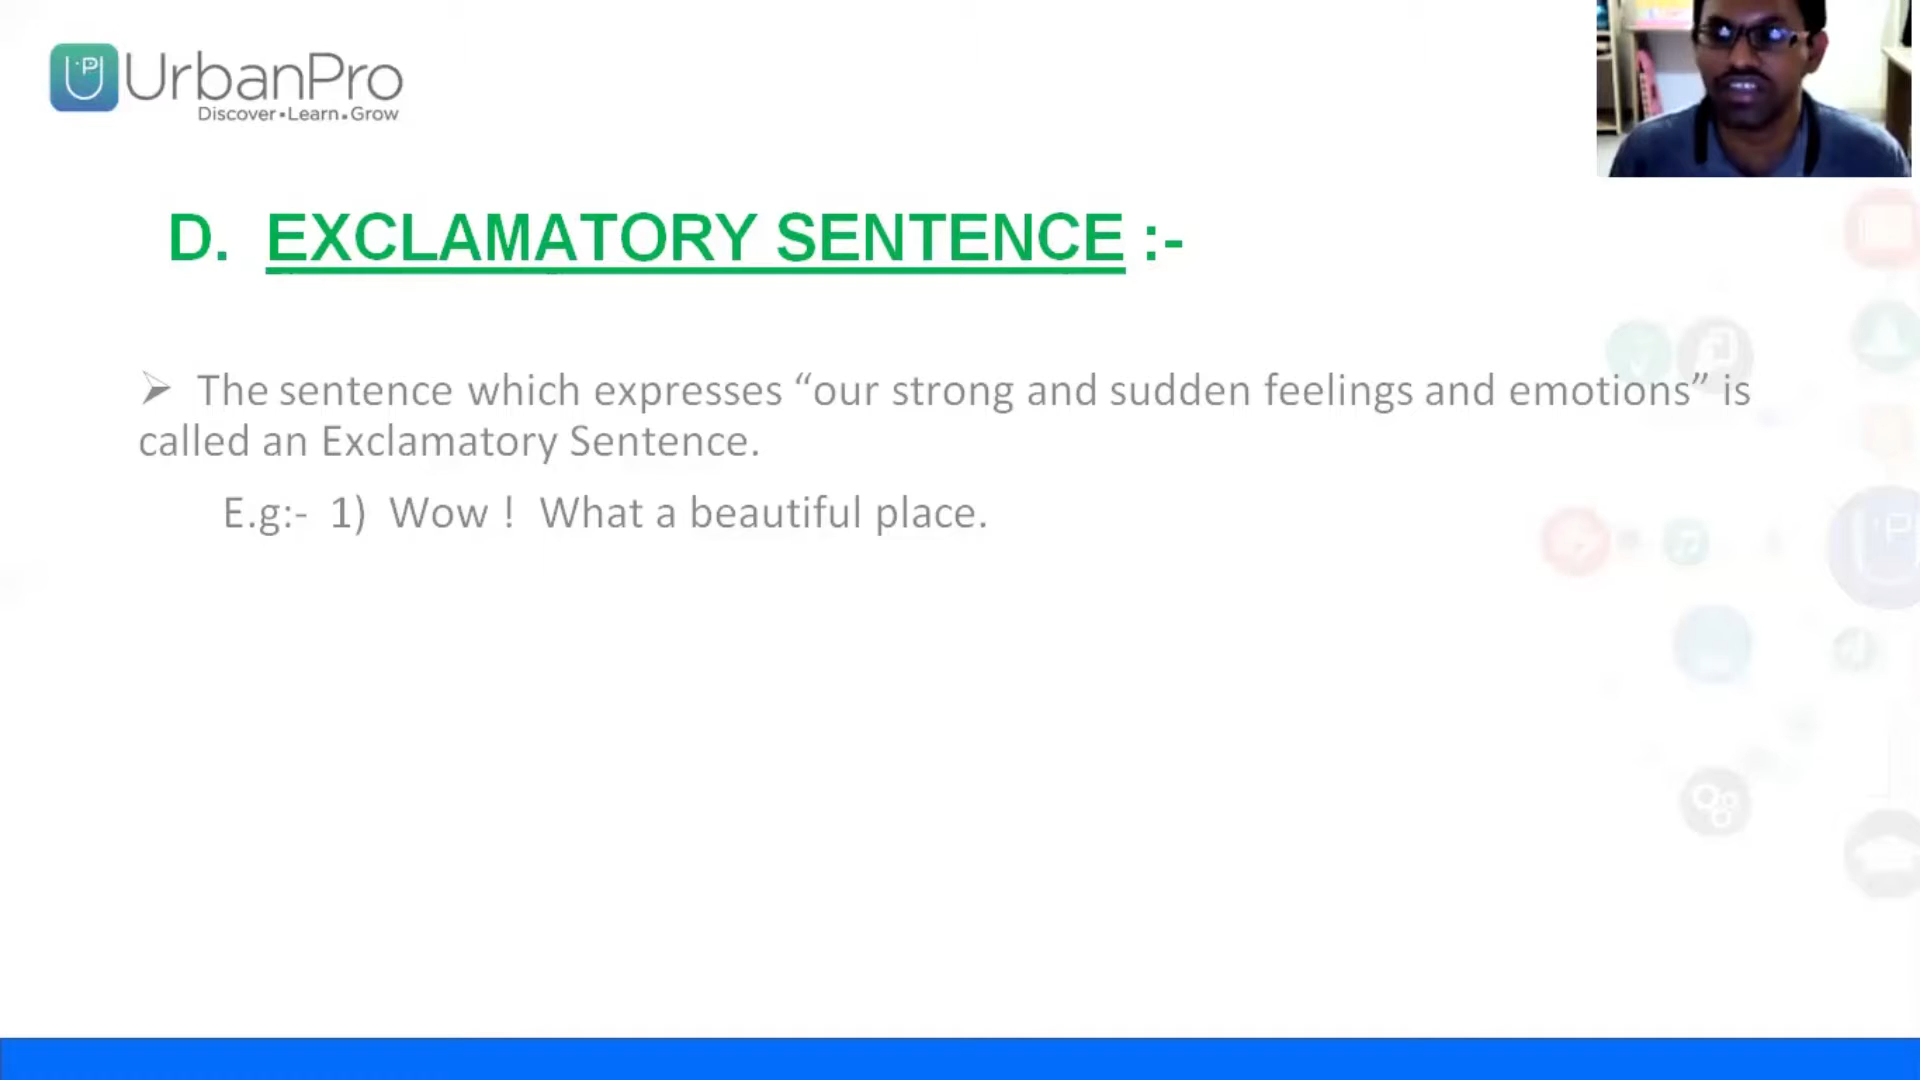 UrbanPro
Discover•Learn•Grow
D. EXCLAMATORY SENTENCE :-
➢ The sentence which expresses “our strong and sudden feelings and emotions” is
called an Exclamatory Sentence.
E.g:- 1) Wow ! What a beautiful place.